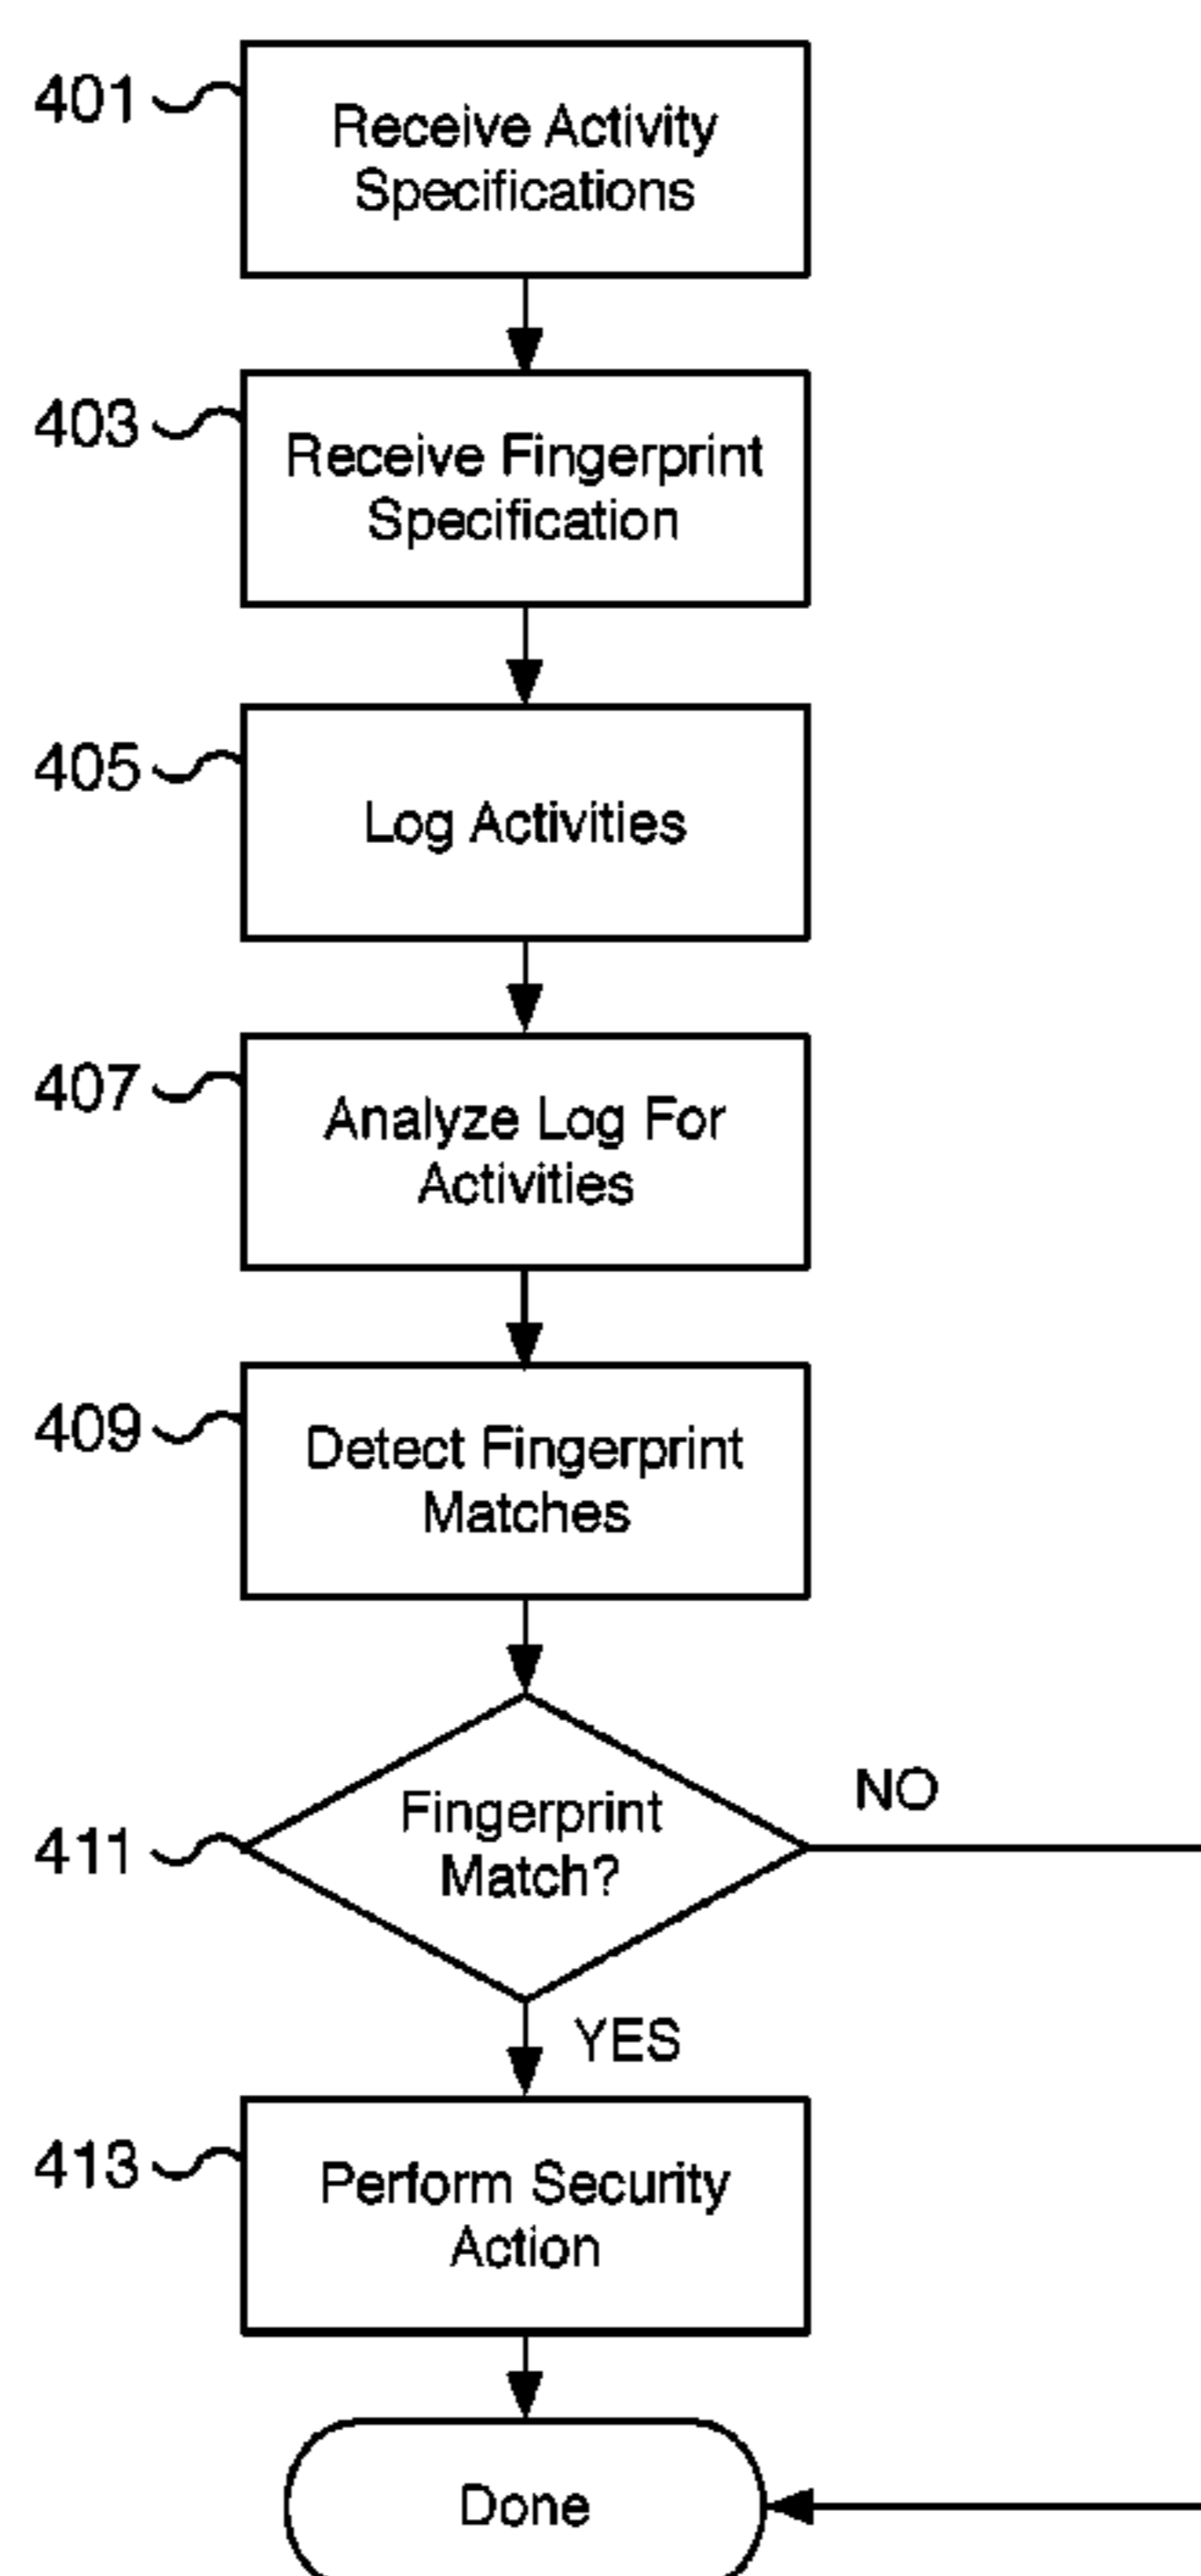 401
Receive Activity
Specifications
403
Receive Fingerprint
Specification
405
Log Activities
407
Analyze Log For
Activities
409
Detect Fingerprint
Matches
411
Fingerprint
Match?
NO
YES
413
Perform Security
Action
Done